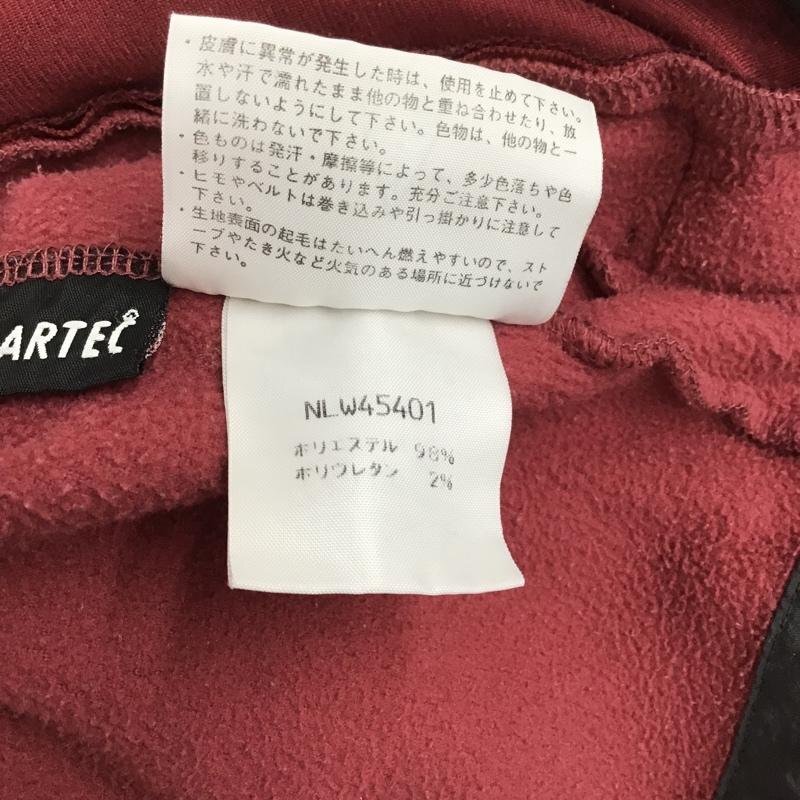 ・皮膚に異常が発生した時は、使用を止めて下さい。
水や汗で濡れたまま他の物と重ね合わせたり、放
置しないようにして下さい。色物は、他の物と一
緒に洗わないで下さい。
・色ものは発汗・摩擦等によって、多少色落ちや色
移りすることがあります。充分ご注意下さい。
・ヒモやベルトは巻き込みや引っ掛かりに注意して
下さい。
・生地表面の起毛はたいへん燃えやすいので、スト
ーブやたき火など火気のある場所に近づけないで
下さい。
ARTEC
NLW45401
ポリエステル 98%
ポリウレタン 2%